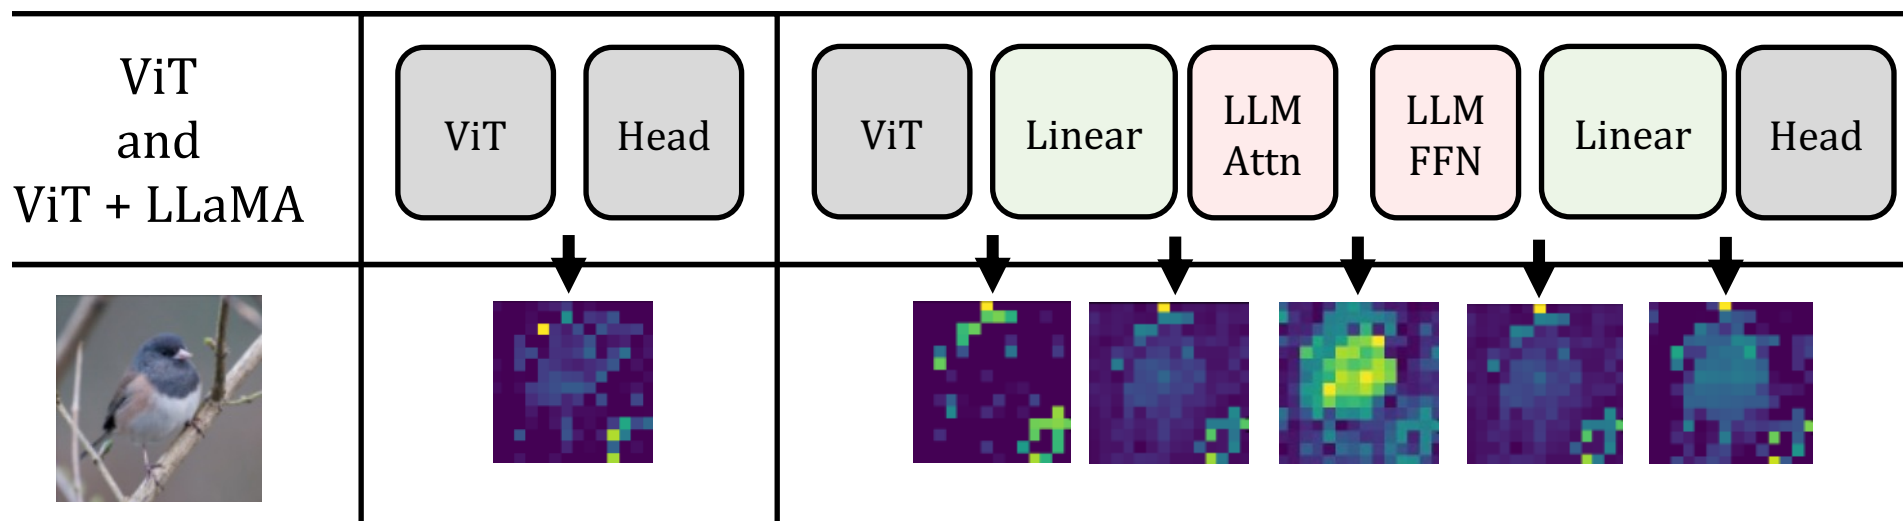 ViT
and
ViT + LLaMA
ViT
Head
ViT
Linear
LLM
Attn
LLM
FFN
Linear
Head